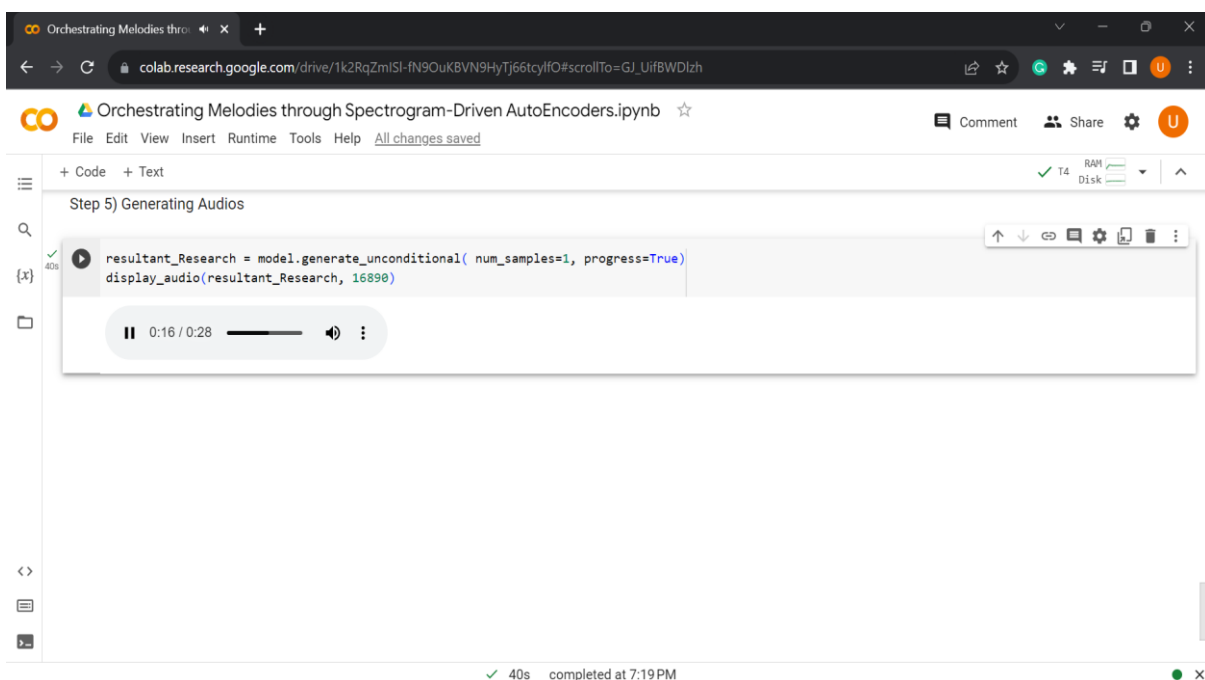 Orchestrating Melodies throu
colab.research.google.com/drive/1k2RqZmISl-fN9OuKBVN9HyTj66tcylfO#scrollTo=GJ_UifBWDlzh
G
U
CO
Orchestrating Melodies through Spectrogram-Driven AutoEncoders.ipynb
File Edit View Insert Runtime Tools Help All changes saved
Comment
Share
U
+ Code + Text
T4
RAM
Disk
Step 5) Generating Audios
40s
{x}
resultant_Research = model.generate_unconditional( num_samples=1, progress=True)
display_audio(resultant_Research, 16890)
0:16 / 0:28
40s completed at 7:19 PM